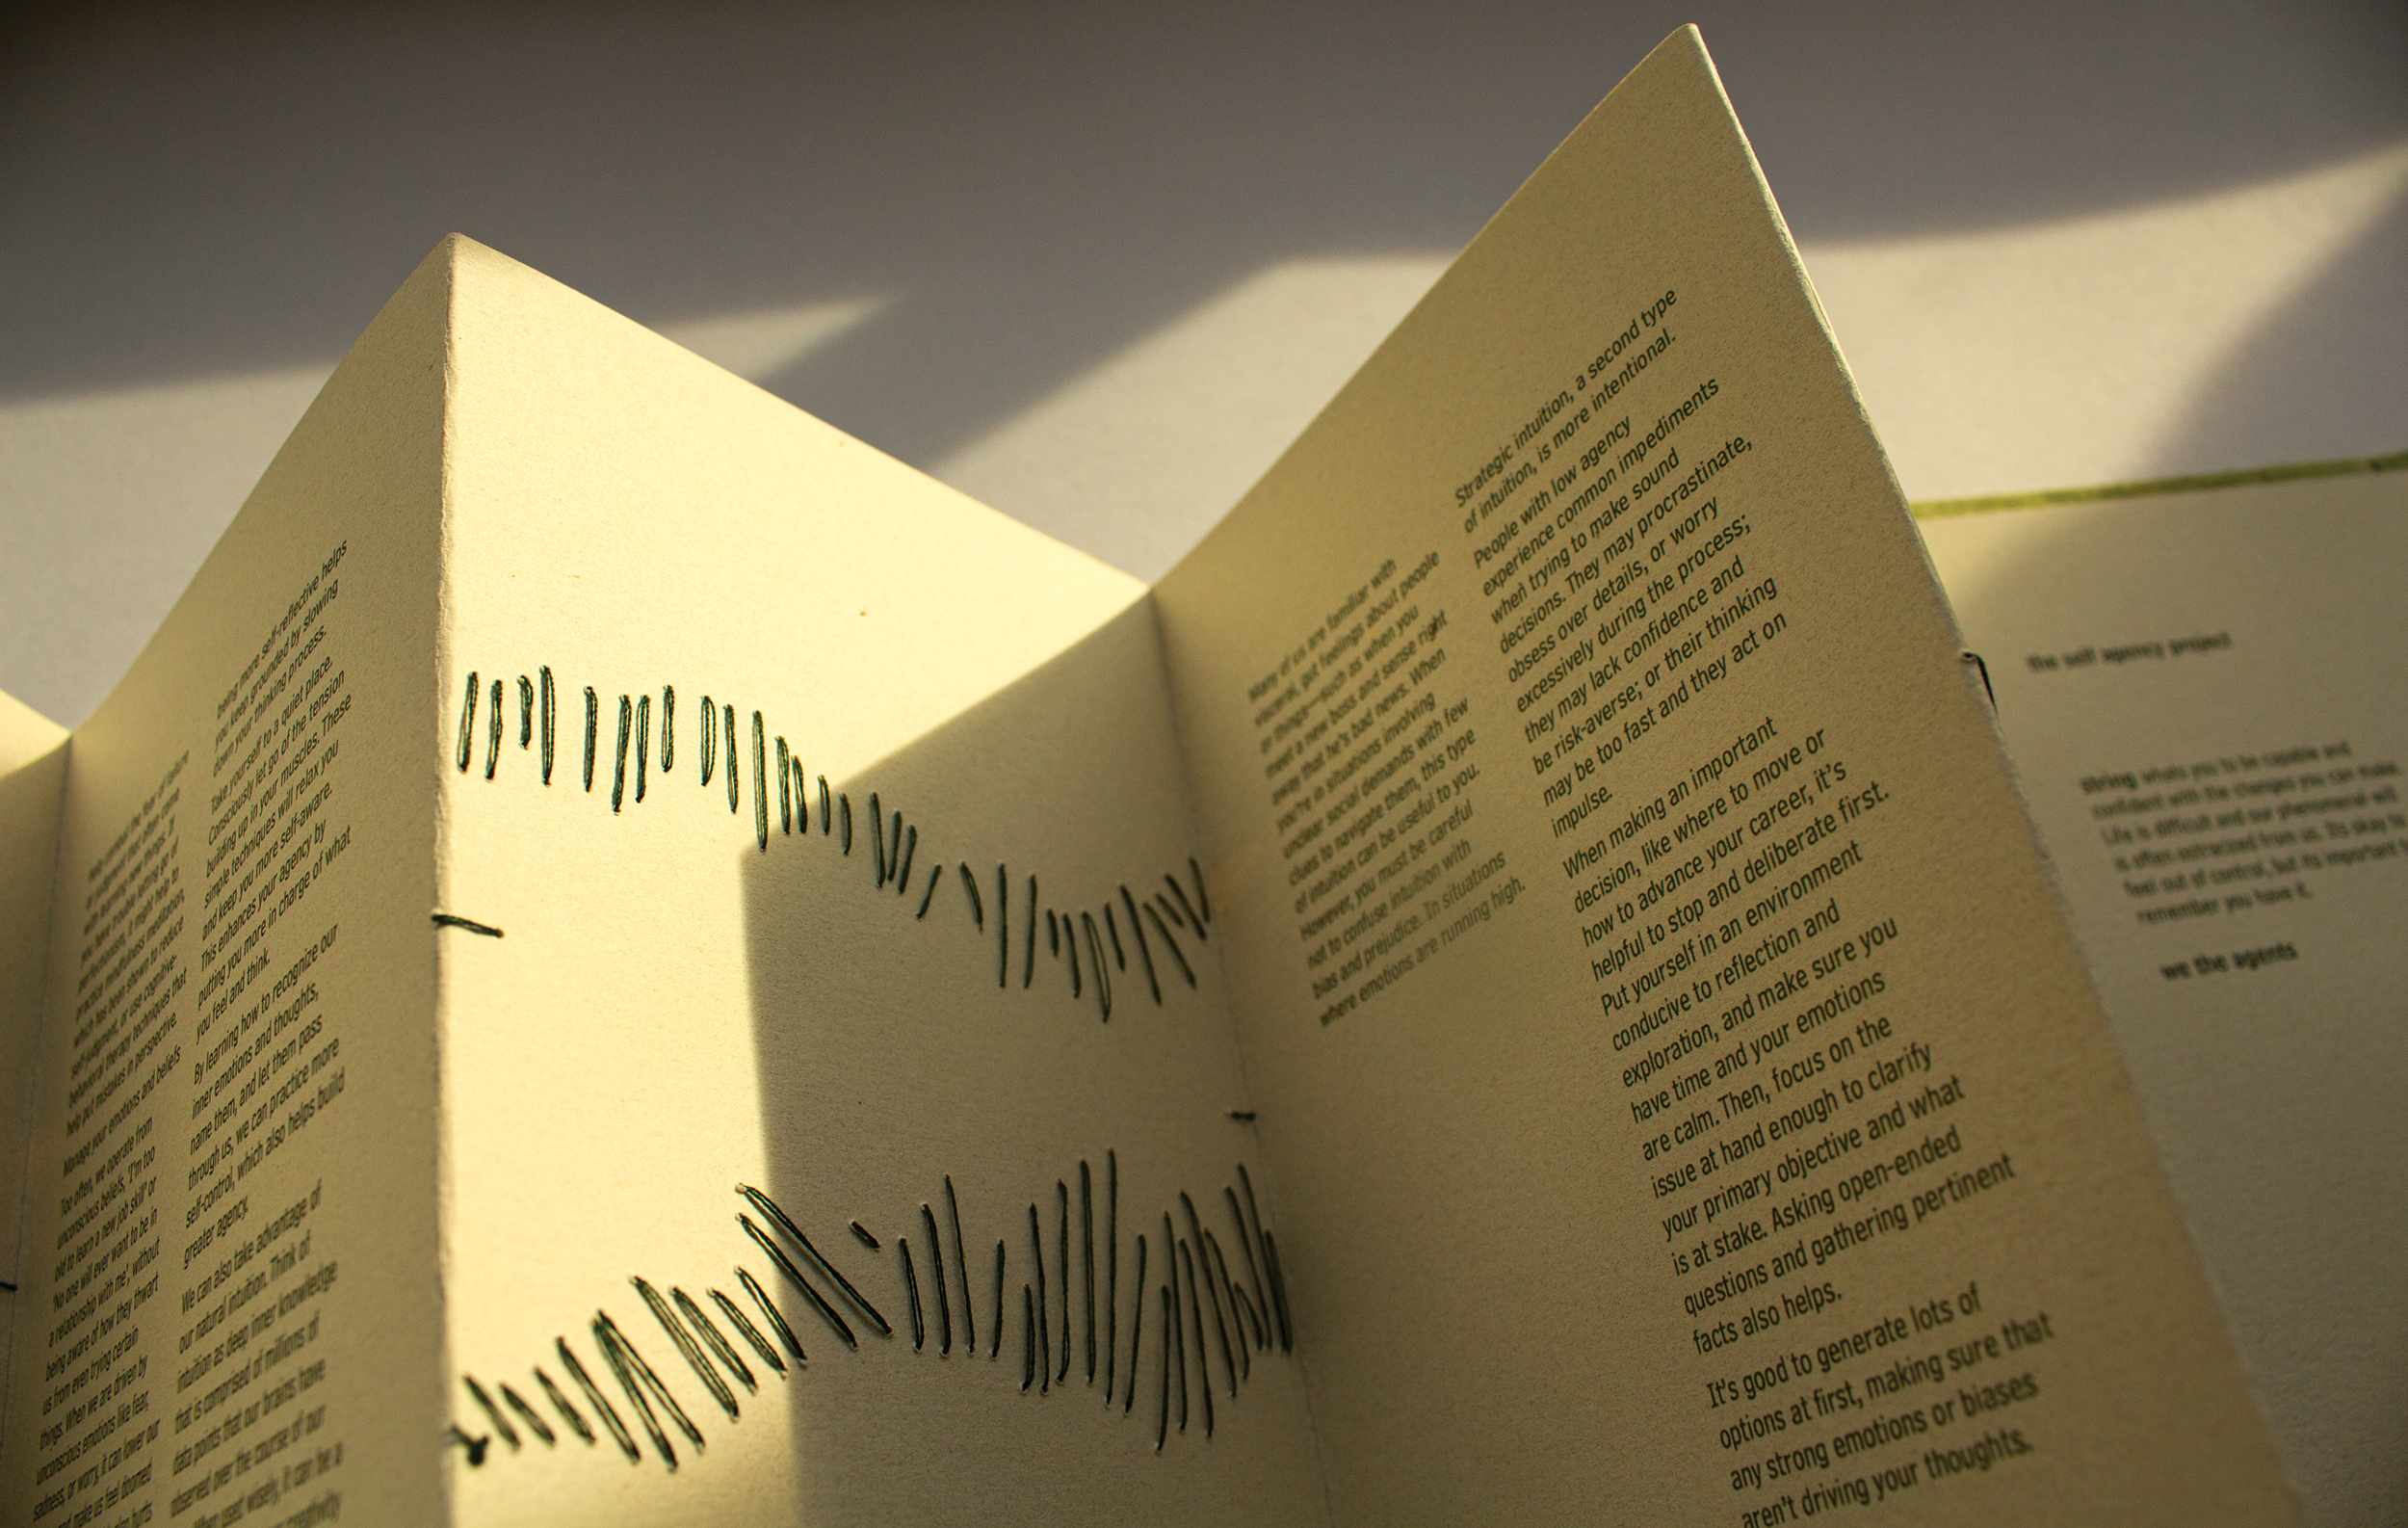 help combat the fear of failure
or judgment that often come
with learning new things. If
you have trouble letting go of
perfectionism, it might help to
practice mindfulness meditation,
which has been shown to reduce
self-judgment, or use cognitive-
behavioral therapy techniques that
help put mistakes in perspective.
Manage your emotions and beliefs
Too often, we operate from
unconscious beliefs, 'I'm too
old to learn a new job skill' or
'No one will ever want to be in
a relationship with me', without
being aware of how they thwart
us from even trying certain
things. When we are driven by
unconscious emotions like fear,
sadness, or worry, it can lower our
and make us feel doomed
hurts
being more self-reflective helps
you keep grounded by slowing
down your thinking process.
Take yourself to a quiet place.
Consciously let go of the tension
building up in your muscles. These
simple techniques will relax you
and keep you more self-aware.
This enhances your agency by
putting you more in charge of what
you feel and think.
By learning how to recognize our
inner emotions and thoughts,
name them, and let them pass
through us, we can practice more
self-control, which also helps build
greater agency.
We can also take advantage of
our natural intuition. Think of
intuition as deep inner knowledge
that is comprised of millions of
data points that our brains have
observed over the course of our
When used wisely, it can be a
creativity
Many of us are familiar with
visceral, gut feelings about people
or things—such as when you
meet a new boss and sense right
away that he's bad news. When
you're in situations involving
unclear social demands with few
clues to navigate them, this type
of intuition can be useful to you.
However, you must be careful
not to confuse intuition with
bias and prejudice. In situations
where emotions are running high.
Strategic intuition, a second type
of intuition, is more intentional.
People with low agency
experience common impediments
when trying to make sound
decisions. They may procrastinate,
obsess over details, or worry
excessively during the process;
they may lack confidence and
be risk-averse; or their thinking
may be too fast and they act on
impulse.
When making an important
decision, like where to move or
how to advance your career, it's
helpful to stop and deliberate first.
Put yourself in an environment
conducive to reflection and
exploration, and make sure you
have time and your emotions
are calm. Then, focus on the
issue at hand enough to clarify
your primary objective and what
is at stake. Asking open-ended
questions and gathering pertinent
facts also helps.
It's good to generate lots of
options at first, making sure that
any strong emotions or biases
aren't driving your thoughts.
the self agency project
string whats you to be capable and
confident with the changes you can make.
Life is difficult and our phenomenal will
is often ostracized from us. Its okay to
feel out of control, but its important to
remember you have it.
we the agents